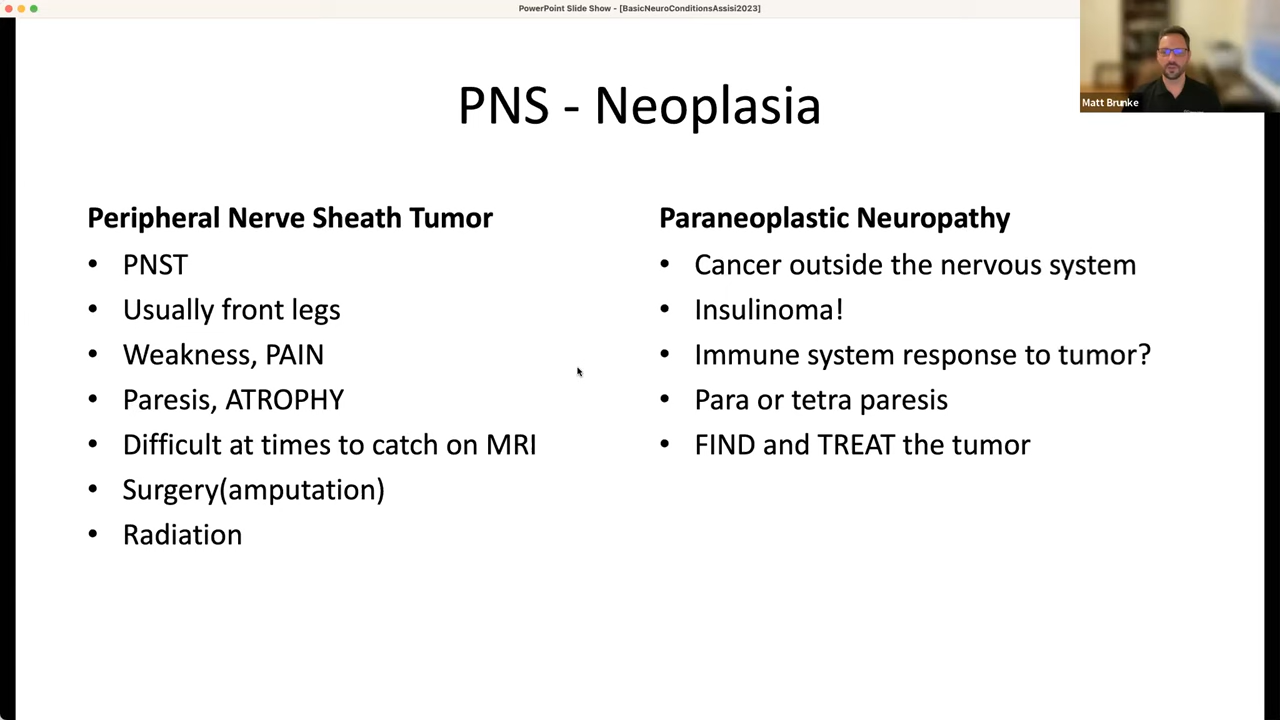 PowerPoint Slide Show - [BasicNeuroConditionsAssisi2023]
Matt Brunke
PNS - Neoplasia
Peripheral Nerve Sheath Tumor
• PNST
• Usually front legs
• Weakness, PAIN
• Paresis, ATROPHY
• Difficult at times to catch on MRI
• Surgery(amputation)
• Radiation
Paraneoplastic Neuropathy
• Cancer outside the nervous system
• Insulinoma!
• Immune system response to tumor?
• Para or tetra paresis
• FIND and TREAT the tumor